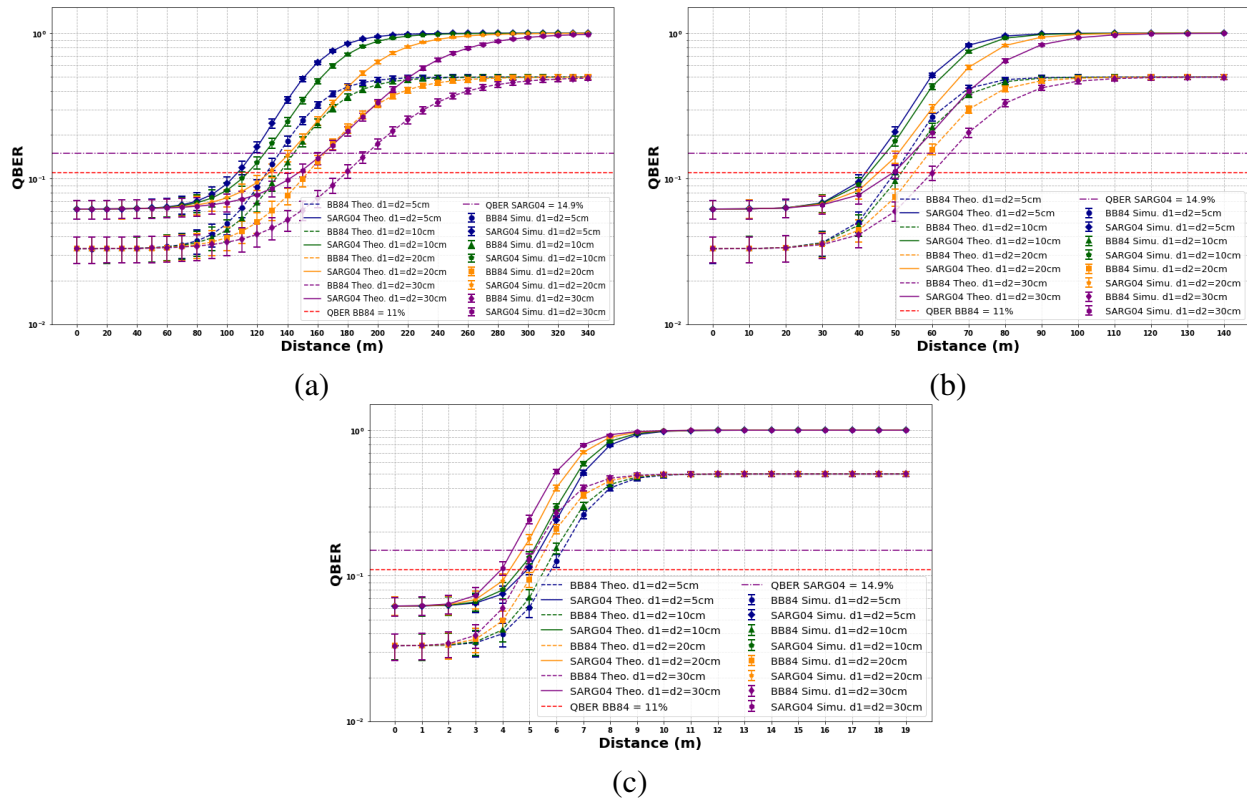 QBER
10⁰
10⁻¹
10⁻²
BB84 Theo. d1=d2=5cm
SARG04 Theo. d1=d2=5cm
BB84 Theo. d1=d2=10cm
SARG04 Theo. d1=d2=10cm
BB84 Theo. d1=d2=20cm
SARG04 Theo. d1=d2=20cm
BB84 Theo. d1=d2=30cm
SARG04 Theo. d1=d2=30cm
QBER BB84 = 11%
QBER SARG04 = 14.9%
BB84 Simu. d1=d2=5cm
SARG04 Simu. d1=d2=5cm
BB84 Simu. d1=d2=10cm
SARG04 Simu. d1=d2=10cm
BB84 Simu. d1=d2=20cm
SARG04 Simu. d1=d2=20cm
BB84 Simu. d1=d2=30cm
SARG04 Simu. d1=d2=30cm
0 20 40 60 80 100 120 140 160 180 200 220 240 260 280 300 320 340
Distance (m)
(a)
QBER
10⁰
10⁻¹
10⁻²
BB84 Theo. d1=d2=5cm
SARG04 Theo. d1=d2=5cm
BB84 Theo. d1=d2=10cm
SARG04 Theo. d1=d2=10cm
BB84 Theo. d1=d2=20cm
SARG04 Theo. d1=d2=20cm
BB84 Theo. d1=d2=30cm
SARG04 Theo. d1=d2=30cm
QBER BB84 = 11%
QBER SARG04 = 14.9%
BB84 Simu. d1=d2=5cm
SARG04 Simu. d1=d2=5cm
BB84 Simu. d1=d2=10cm
SARG04 Simu. d1=d2=10cm
BB84 Simu. d1=d2=20cm
SARG04 Simu. d1=d2=20cm
BB84 Simu. d1=d2=30cm
SARG04 Simu. d1=d2=30cm
0 10 20 30 40 50 60 70 80 90 100 110 120 130 140
Distance (m)
(b)
QBER
10⁰
10⁻¹
10⁻²
BB84 Theo. d1=d2=5cm
SARG04 Theo. d1=d2=5cm
BB84 Theo. d1=d2=10cm
SARG04 Theo. d1=d2=10cm
BB84 Theo. d1=d2=20cm
SARG04 Theo. d1=d2=20cm
BB84 Theo. d1=d2=30cm
SARG04 Theo. d1=d2=30cm
QBER BB84 = 11%
QBER SARG04 = 14.9%
BB84 Simu. d1=d2=5cm
SARG04 Simu. d1=d2=5cm
BB84 Simu. d1=d2=10cm
SARG04 Simu. d1=d2=10cm
BB84 Simu. d1=d2=20cm
SARG04 Simu. d1=d2=20cm
BB84 Simu. d1=d2=30cm
SARG04 Simu. d1=d2=30cm
0 1 2 3 4 5 6 7 8 9 10 11 12 13 14 15 16 17 18 19
Distance (m)
(c)